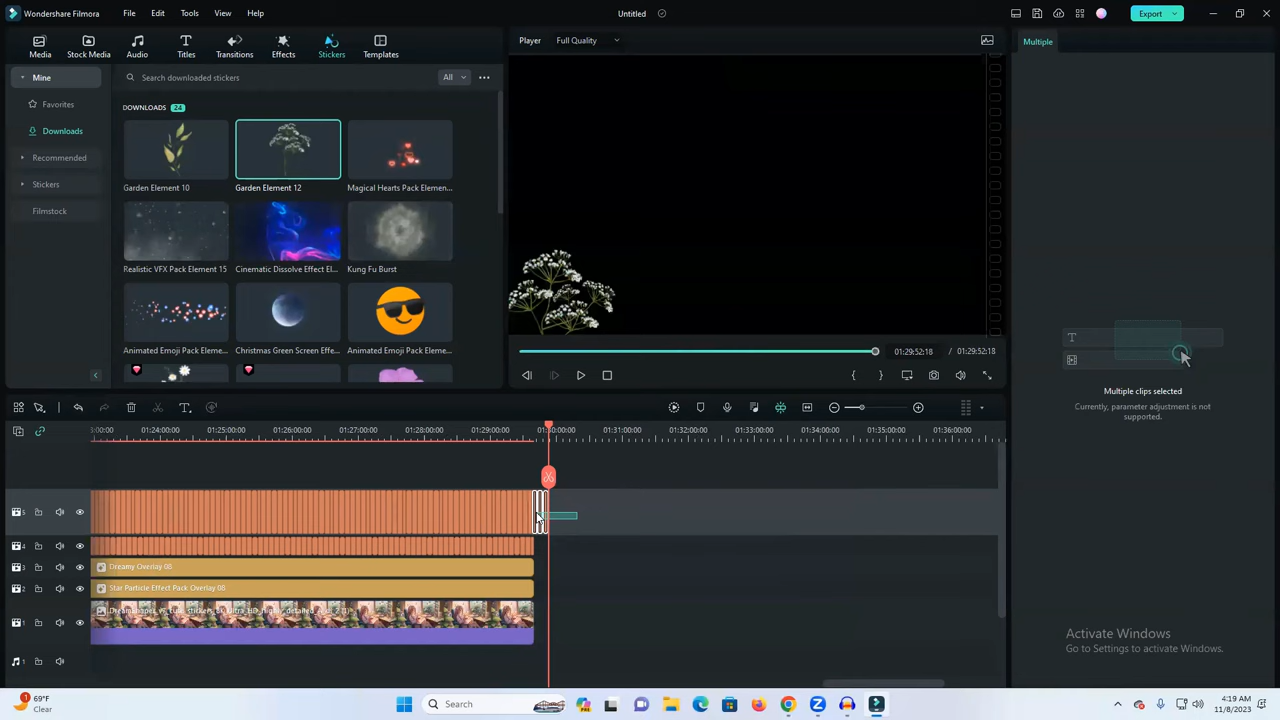 Wondershare Filmora File Edit Tools View Help Untitled Export
Media Stock Media Audio Titles Transitions Effects Stickers Templates
Player Full Quality
Multiple
Mine
Favorites
Downloads
Recommended
Stickers
Filmstock
Search downloaded stickers All
DOWNLOADS 24
Garden Element 10 Garden Element 12 Magical Hearts Pack Elemen...
Realistic VFX Pack Element 15 Cinematic Dissolve Effect El... Kung Fu Burst
Animated Emoji Pack Eleme... Christmas Green Screen Effe... Animated Emoji Pack Eleme...
01:29:52:18 / 01:29:52:18
T
Multiple clips selected
Currently, parameter adjustment is not
supported.
01:24:00:00 01:25:00:00 01:26:00:00 01:27:00:00 01:28:00:00 01:29:00:00 01:30:00:00 01:31:00:00 01:32:00:00 01:33:00:00 01:34:00:00 01:35:00:00 01:36:00:00
5
4
3 Dreamy Overlay 08
2 Star Particle Effect Pack Overlay 08
1
1
Activate Windows
Go to Settings to activate Windows.
1 69°F
Clear
Search
4:19 AM
11/8/2023